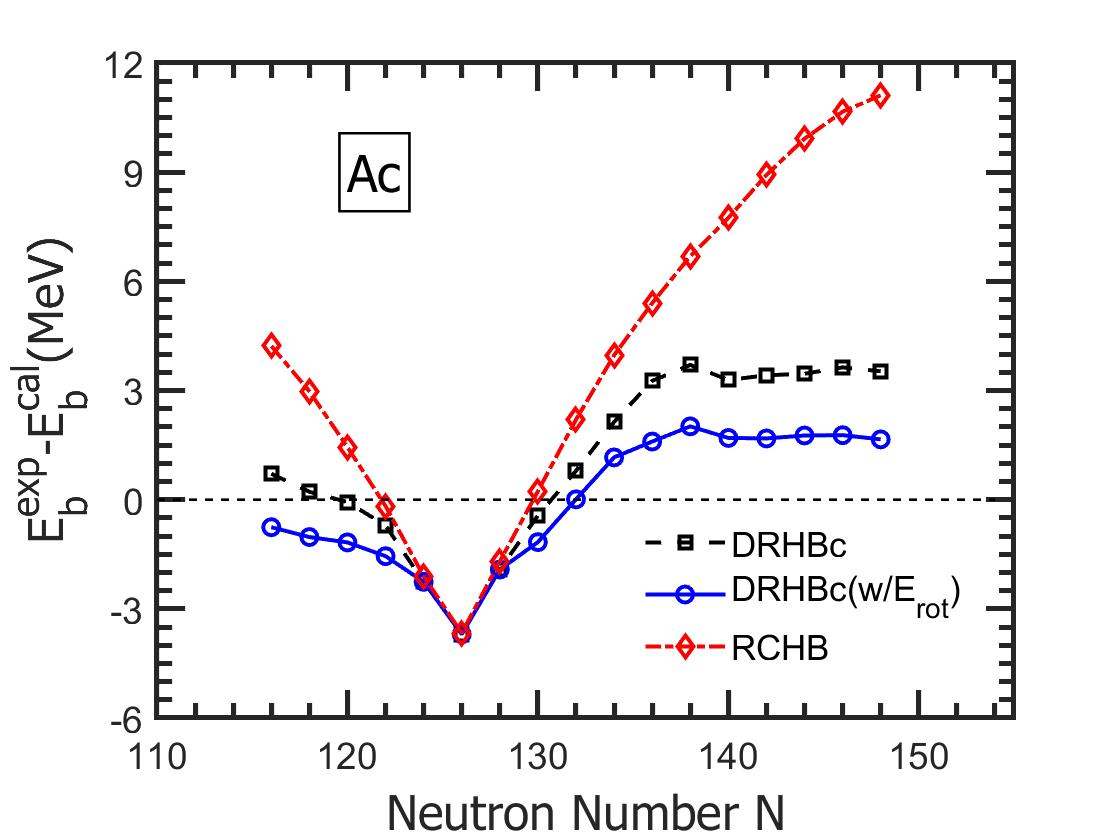 12
9
6
3
0
-3
-6
110
120
130
140
150
E_b^exp-E_b^cal(MeV)
Neutron Number N
Ac
DRHBc
DRHBc(w/E_rot)
RCHB